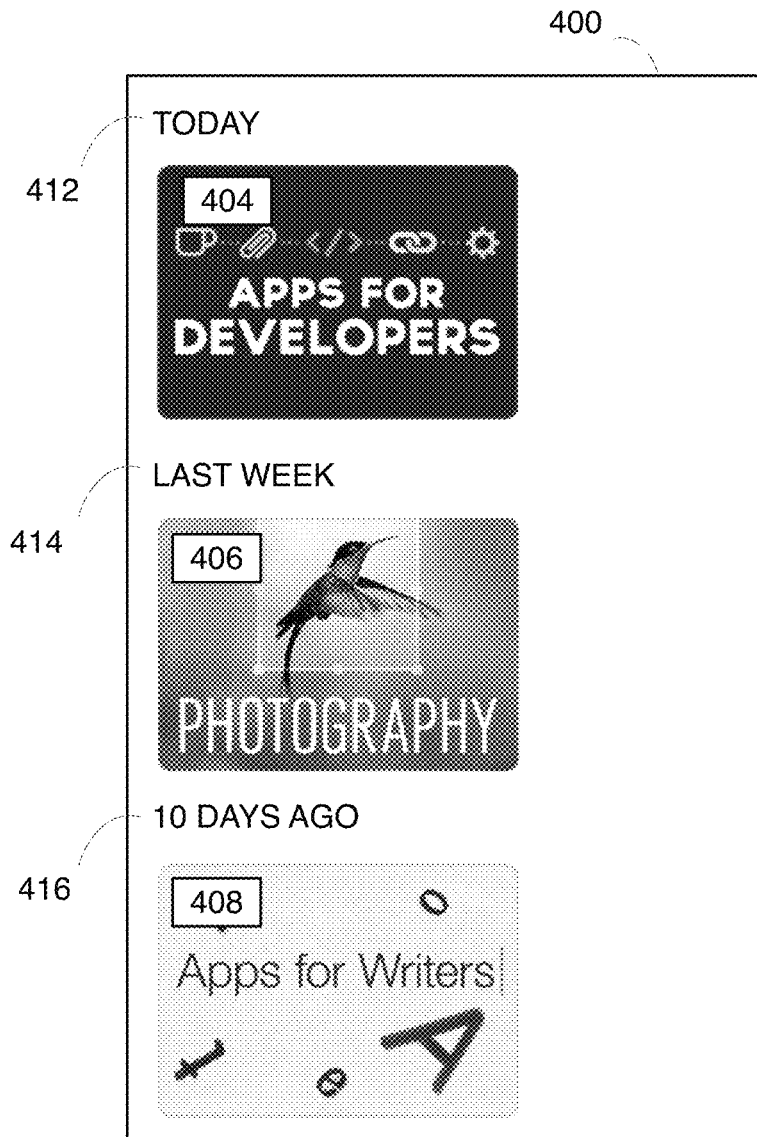 400
TODAY
412
404
</>
APPS FOR
DEVELOPERS
LAST WEEK
414
406
PHOTOGRAPHY
10 DAYS AGO
416
408
o
Apps for Writers
A
t
e